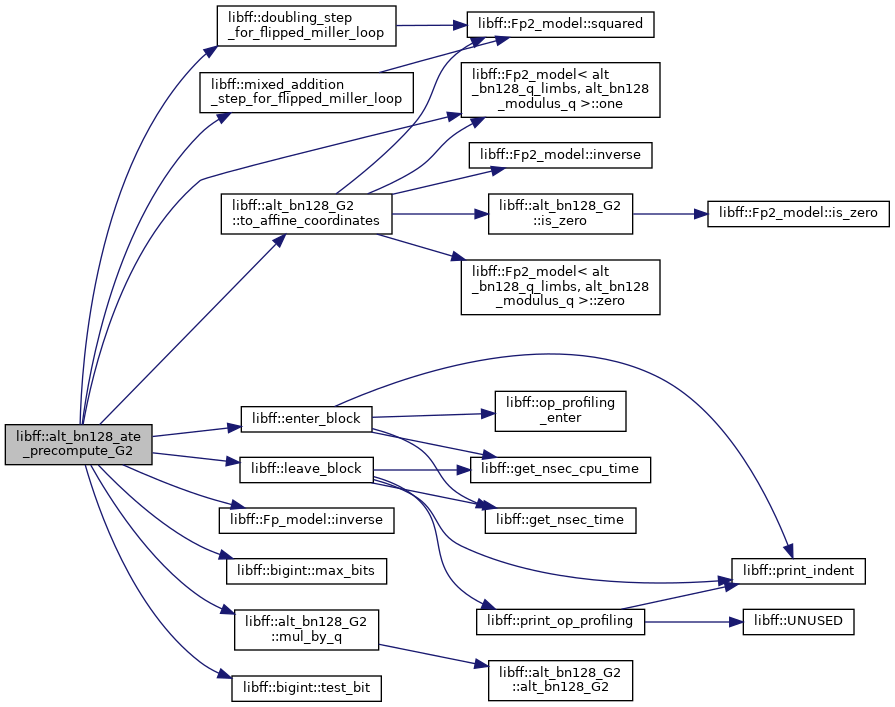 libff::doubling_step
_for_flipped_miller_loop
libff::Fp2_model::squared
libff::mixed_addition
_step_for_flipped_miller_loop
libff::Fp2_model< alt
_bn128_q_limbs, alt_bn128
_modulus_q >::one
libff::Fp2_model::inverse
libff::alt_bn128_G2
::to_affine_coordinates
libff::alt_bn128_G2
::is_zero
libff::Fp2_model::is_zero
libff::Fp2_model< alt
_bn128_q_limbs, alt_bn128
_modulus_q >::zero
libff::alt_bn128_ate
_precompute_G2
libff::enter_block
libff::op_profiling
_enter
libff::leave_block
libff::get_nsec_cpu_time
libff::Fp_model::inverse
libff::get_nsec_time
libff::bigint::max_bits
libff::print_indent
libff::alt_bn128_G2
::mul_by_q
libff::print_op_profiling
libff::UNUSED
libff::bigint::test_bit
libff::alt_bn128_G2
::alt_bn128_G2